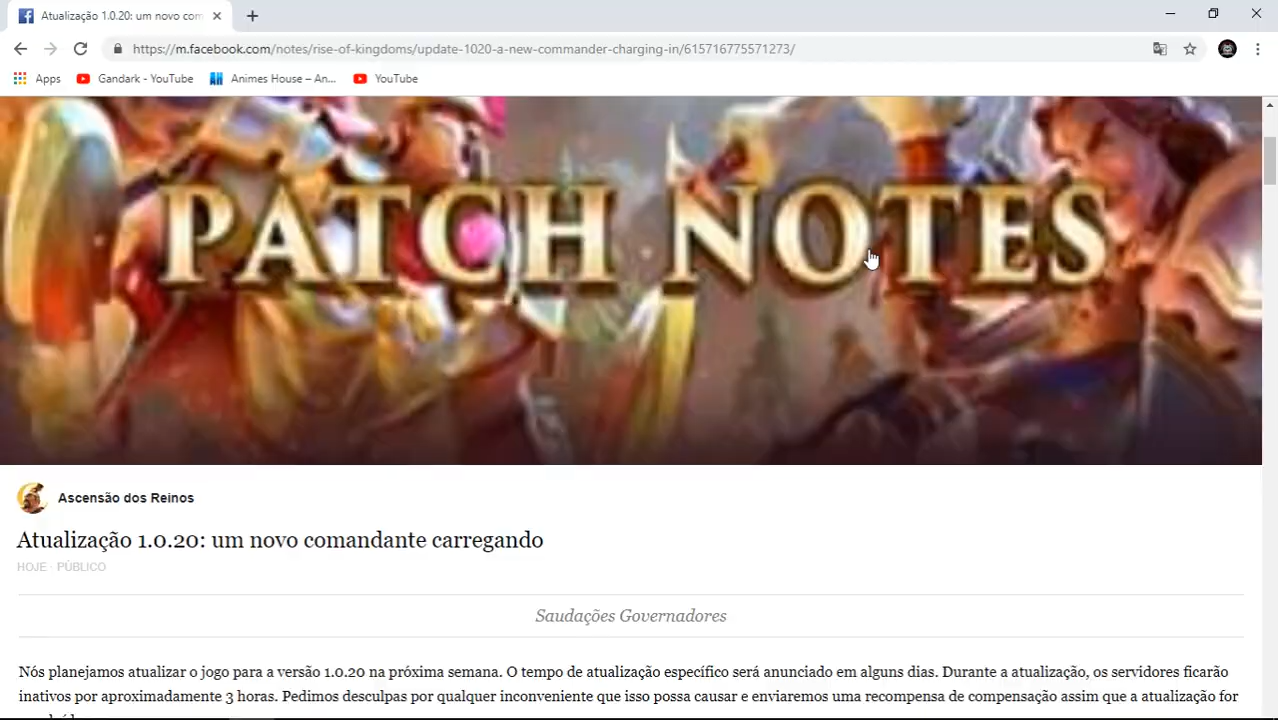 Atualização 1.0.20: um novo com
https://m.facebook.com/notes/rise-of-kingdoms/update-1020-a-new-commander-charging-in/615716775571273/
Apps Gandark - YouTube Animes House – An... YouTube
PATCH NOTES
Ascensão dos Reinos
Atualização 1.0.20: um novo comandante carregando
HOJE · PÚBLICO
Saudações Governadores
Nós planejamos atualizar o jogo para a versão 1.0.20 na próxima semana. O tempo de atualização específico será anunciado em alguns dias. Durante a atualização, os servidores ficarão
inativos por aproximadamente 3 horas. Pedimos desculpas por qualquer inconveniente que isso possa causar e enviaremos uma recompensa de compensação assim que a atualização for